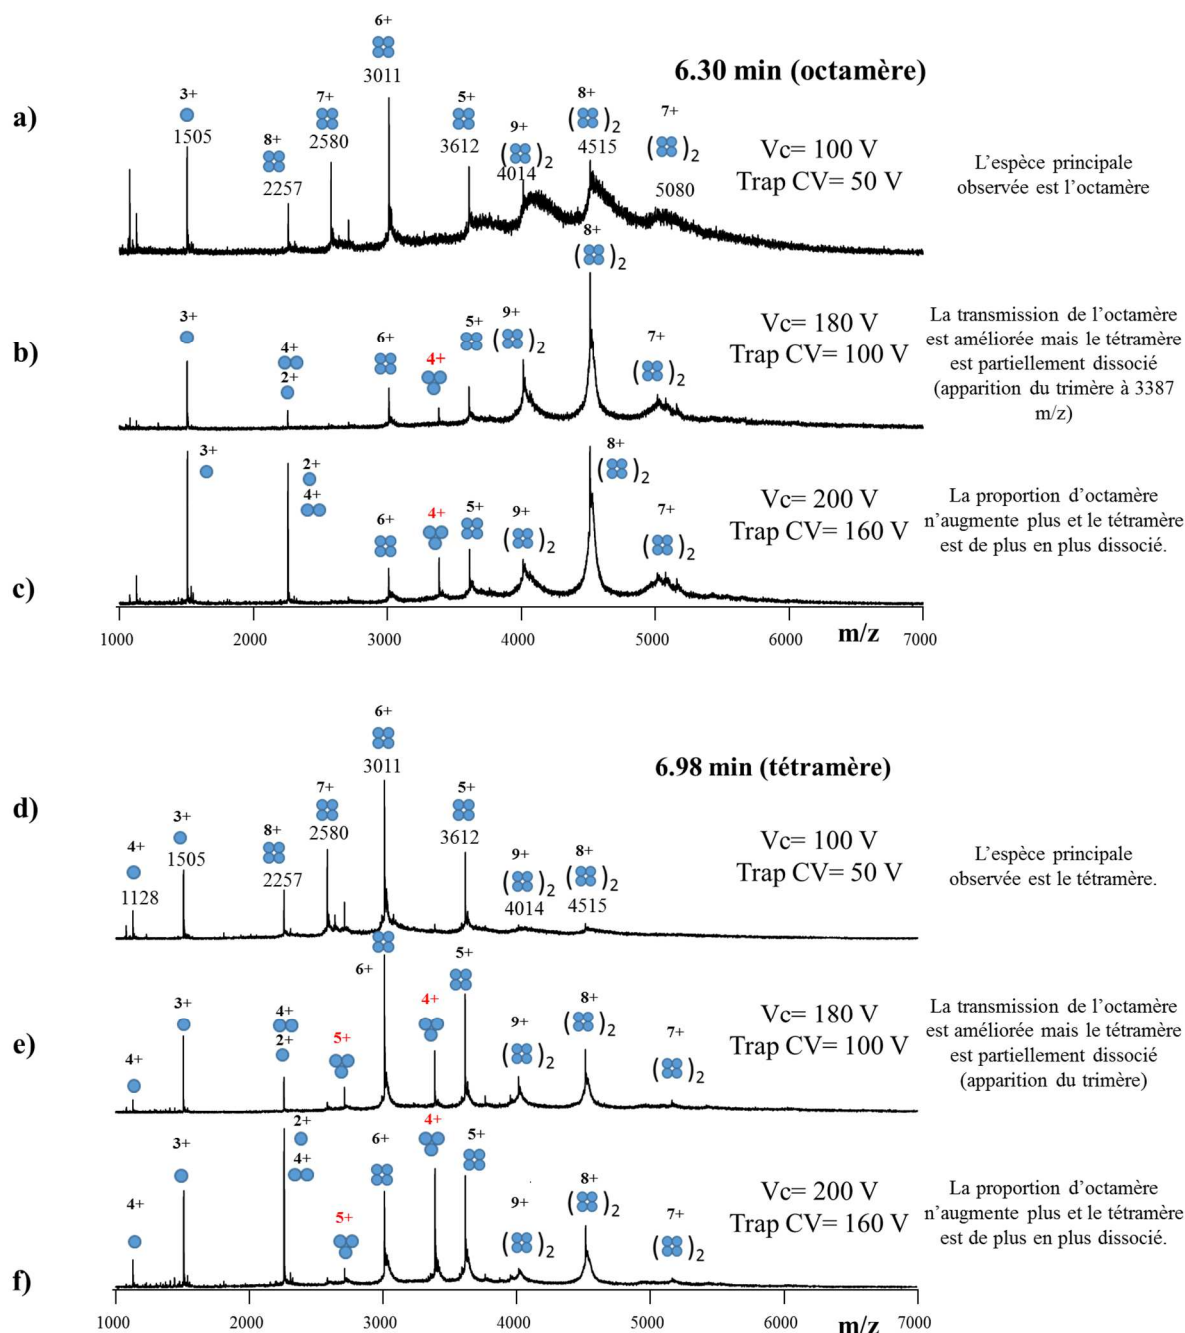 6.30 min (octamère)
a)
3+
1505
8+
2257
7+
2580
6+
3011
5+
3612
9+
( )2
4014
8+
( )2
4515
7+
( )2
5080
Vc= 100 V
Trap CV= 50 V
L'espèce principale
observée est l'octamère
b)
3+
4+
2+
6+
4+
5+
9+
( )2
8+
( )2
7+
( )2
Vc= 180 V
Trap CV= 100 V
La transmission de l'octamère
est améliorée mais le tétramère
est partiellement dissocié
(apparition du trimère à 3387
m/z)
c)
3+
2+
4+
6+
4+
5+
9+
( )2
8+
( )2
7+
( )2
Vc= 200 V
Trap CV= 160 V
La proportion d'octamère
n'augmente plus et le tétramère
est de plus en plus dissocié.
1000 2000 3000 4000 5000 6000 7000
m/z
6.98 min (tétramère)
d)
4+
1128
3+
1505
8+
2257
7+
2580
6+
3011
5+
3612
9+
( )2
4014
8+
( )2
4515
Vc= 100 V
Trap CV= 50 V
L'espèce principale
observée est le tétramère.
e)
4+
3+
4+
2+
5+
6+
4+
5+
9+
( )2
8+
( )2
7+
( )2
Vc= 180 V
Trap CV= 100 V
La transmission de l'octamère
est améliorée mais le tétramère
est partiellement dissocié
(apparition du trimère)
f)
4+
3+
2+
4+
5+
6+
4+
5+
9+
( )2
8+
( )2
7+
( )2
Vc= 200 V
Trap CV= 160 V
La proportion d'octamère
n'augmente plus et le tétramère
est de plus en plus dissocié.
1000 2000 3000 4000 5000 6000 7000
m/z